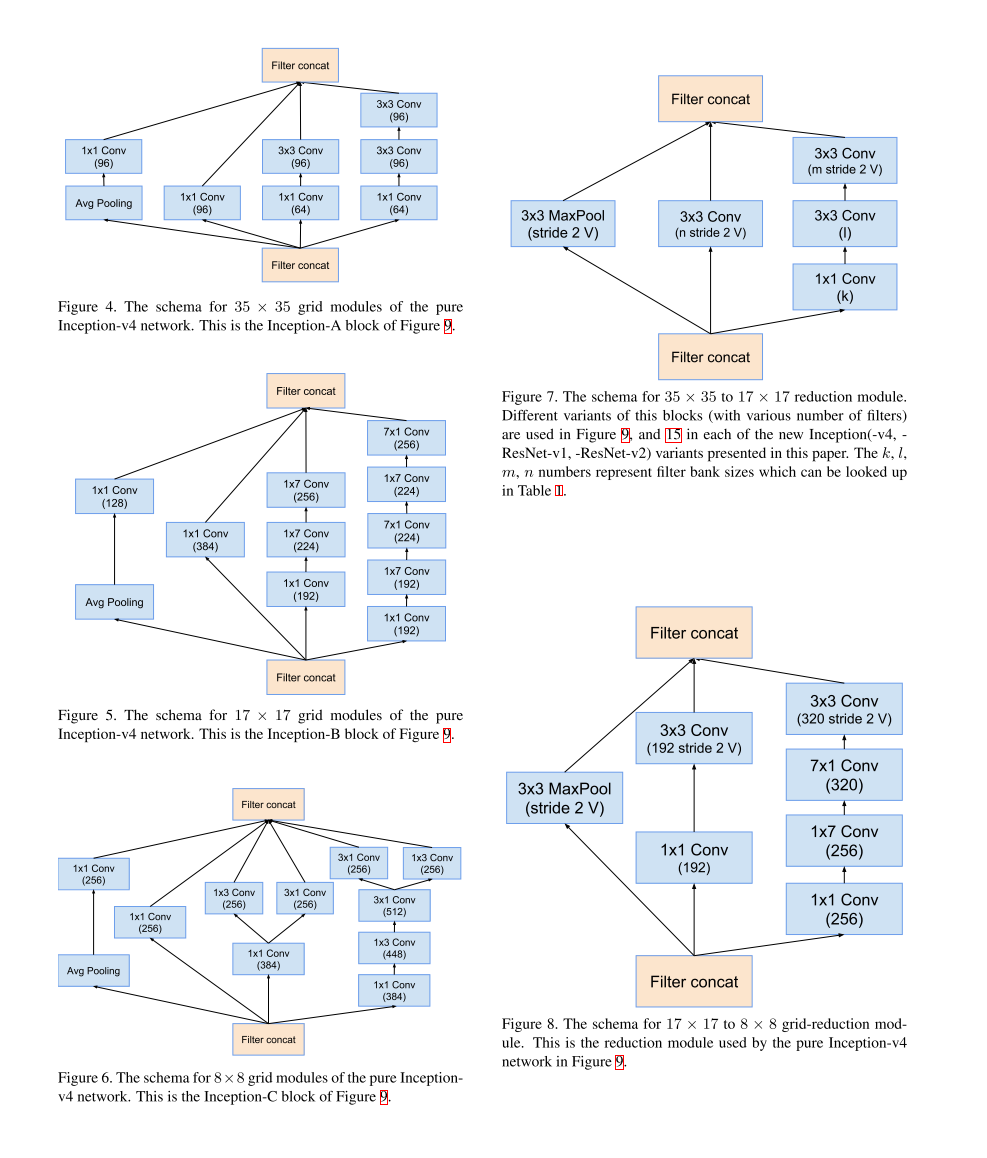 Filter concat
3x3 Conv
(96)
1x1 Conv
(96)
3x3 Conv
(96)
3x3 Conv
(96)
Avg Pooling
1x1 Conv
(96)
1x1 Conv
(64)
1x1 Conv
(64)
Filter concat
Figure 4. The schema for 35 × 35 grid modules of the pure
Inception-v4 network. This is the Inception-A block of Figure 9.
Filter concat
7x1 Conv
(256)
1x1 Conv
(128)
1x7 Conv
(256)
1x7 Conv
(224)
1x1 Conv
(384)
1x7 Conv
(224)
7x1 Conv
(224)
Avg Pooling
1x1 Conv
(192)
1x7 Conv
(192)
1x1 Conv
(192)
Filter concat
Figure 5. The schema for 17 × 17 grid modules of the pure
Inception-v4 network. This is the Inception-B block of Figure 9.
Filter concat
1x1 Conv
(256)
3x1 Conv
(256)
1x3 Conv
(256)
1x1 Conv
(256)
1x3 Conv
(256)
3x1 Conv
(256)
3x1 Conv
(512)
Avg Pooling
1x1 Conv
(384)
1x3 Conv
(448)
1x1 Conv
(384)
Filter concat
Figure 6. The schema for 8×8 grid modules of the pure Inception-
v4 network. This is the Inception-C block of Figure 9.
Filter concat
3x3 Conv
(m stride 2 V)
3x3 MaxPool
(stride 2 V)
3x3 Conv
(n stride 2 V)
3x3 Conv
(l)
1x1 Conv
(k)
Filter concat
Figure 7. The schema for 35 × 35 to 17 × 17 reduction module.
Different variants of this blocks (with various number of filters)
are used in Figure 9, and 15 in each of the new Inception(-v4, -
ResNet-v1, -ResNet-v2) variants presented in this paper. The k, l,
m, n numbers represent filter bank sizes which can be looked up
in Table 1.
Filter concat
3x3 Conv
(320 stride 2 V)
3x3 Conv
(192 stride 2 V)
3x3 MaxPool
(stride 2 V)
7x1 Conv
(320)
1x1 Conv
(192)
1x7 Conv
(256)
1x1 Conv
(256)
Filter concat
Figure 8. The schema for 17 × 17 to 8 × 8 grid-reduction mod-
ule. This is the reduction module used by the pure Inception-v4
network in Figure 9.